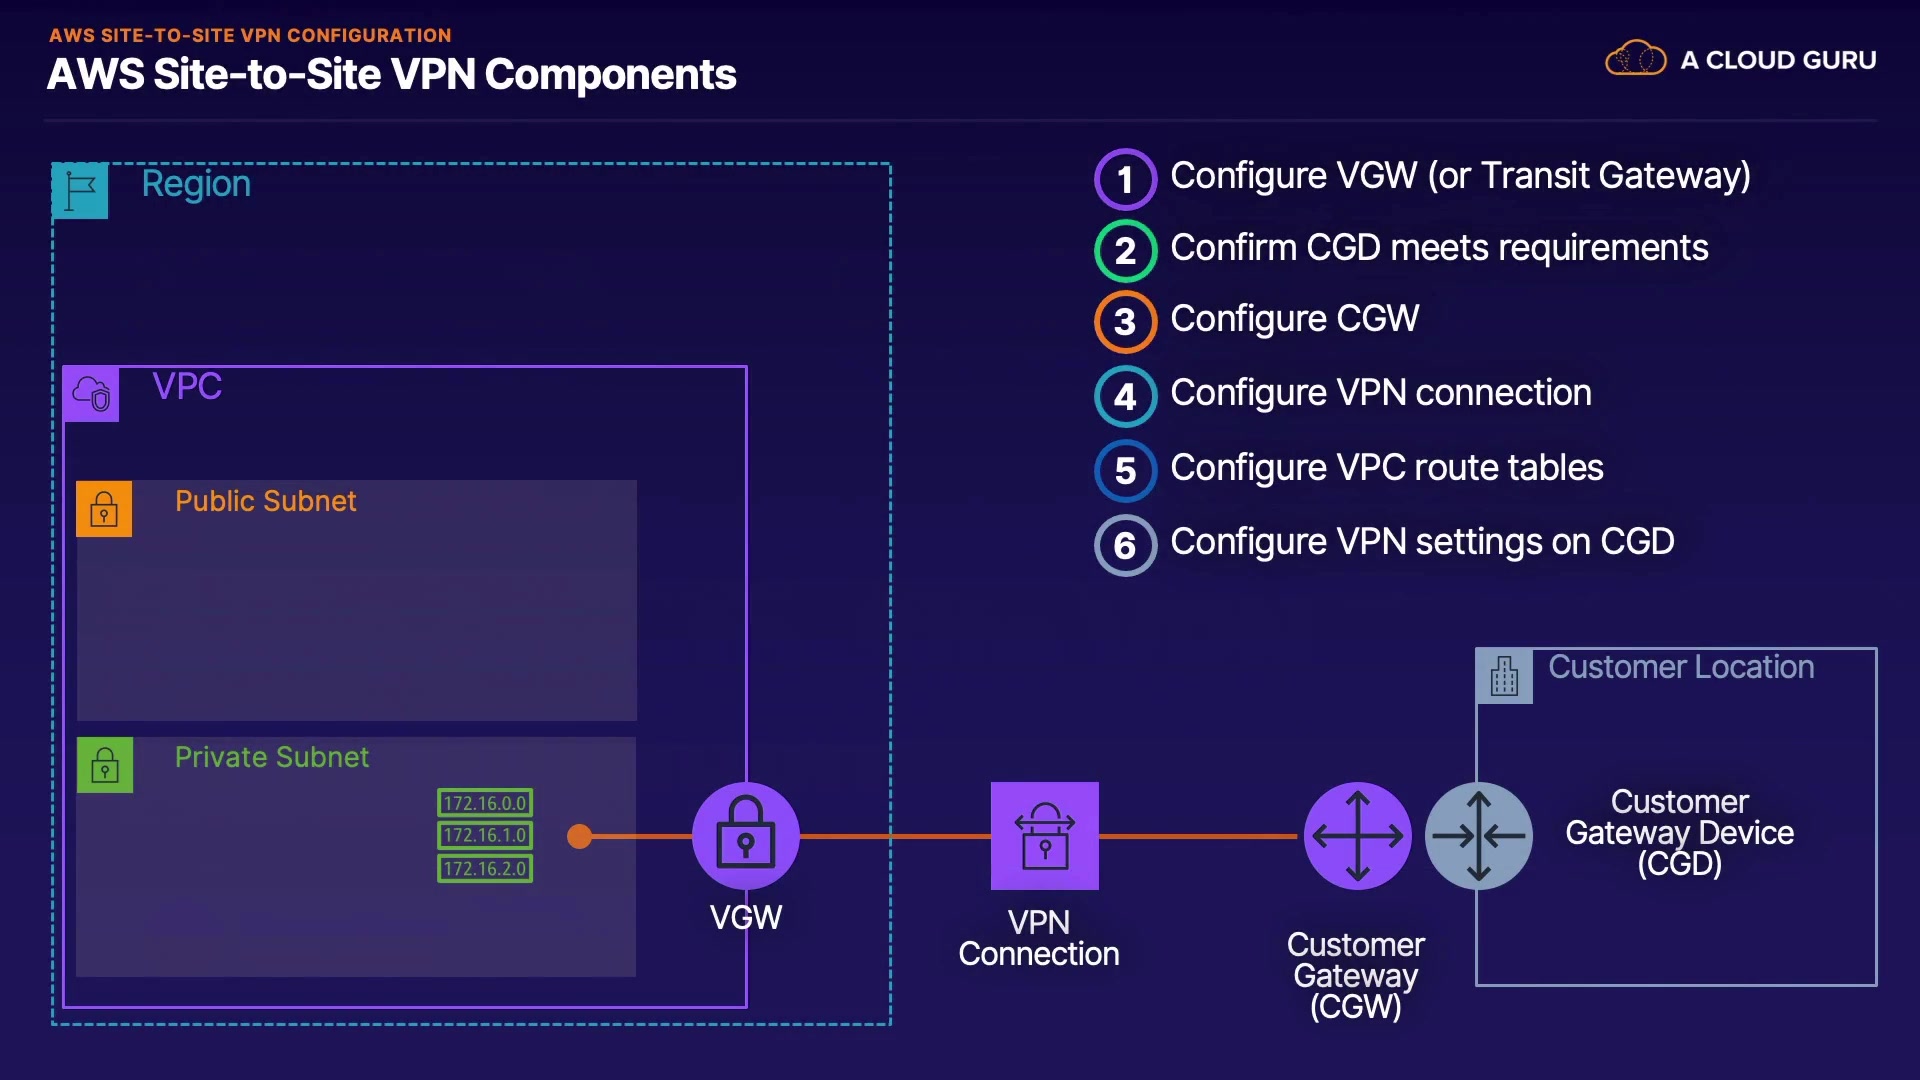 AWS SITE-TO-SITE VPN CONFIGURATION
AWS Site-to-Site VPN Components
A CLOUD GURU
Region
VPC
Public Subnet
Private Subnet
172.16.0.0
172.16.1.0
172.16.2.0
VGW
VPN
Connection
Customer
Gateway
(CGW)
1 Configure VGW (or Transit Gateway)
2 Confirm CGD meets requirements
3 Configure CGW
4 Configure VPN connection
5 Configure VPC route tables
6 Configure VPN settings on CGD
Customer Location
Customer
Gateway Device
(CGD)